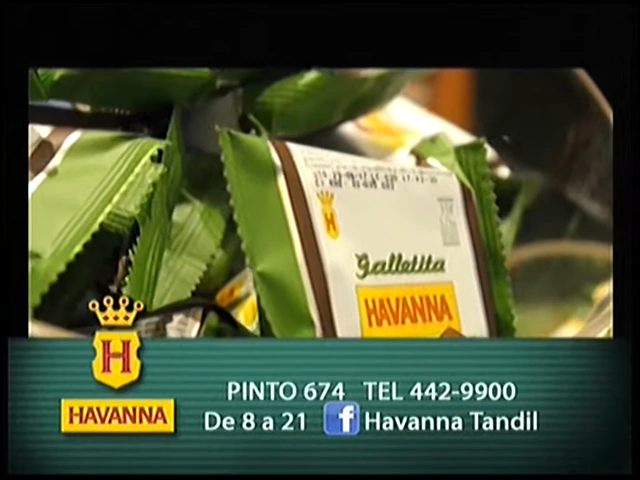 H
Galletita
HAVANNA
H
HAVANNA
PINTO 674 TEL 442-9900
De 8 a 21 f Havanna Tandil